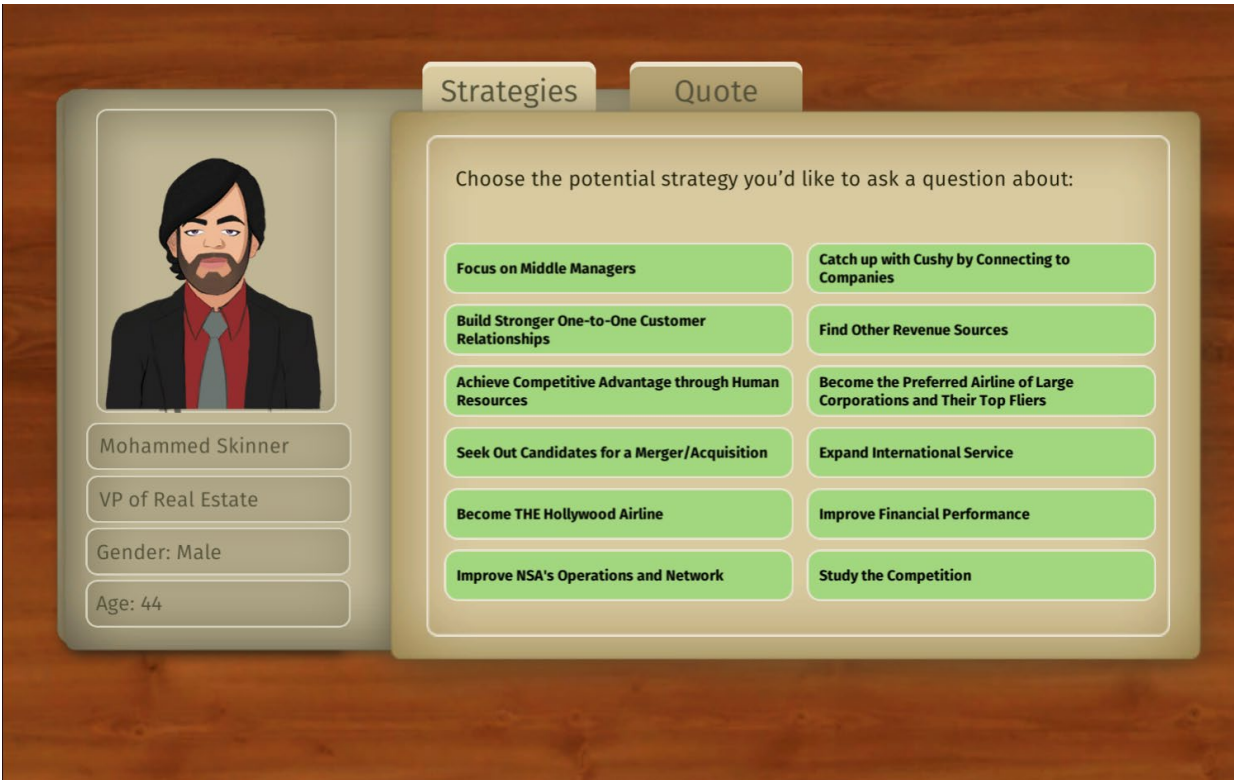 Strategies
Quote
Mohammed Skinner
VP of Real Estate
Gender: Male
Age: 44
Choose the potential strategy you’d like to ask a question about:
Focus on Middle Managers
Catch up with Cushy by Connecting to
Companies
Build Stronger One-to-One Customer
Relationships
Find Other Revenue Sources
Achieve Competitive Advantage through Human
Resources
Become the Preferred Airline of Large
Corporations and Their Top Fliers
Seek Out Candidates for a Merger/Acquisition
Expand International Service
Become THE Hollywood Airline
Improve Financial Performance
Improve NSA's Operations and Network
Study the Competition